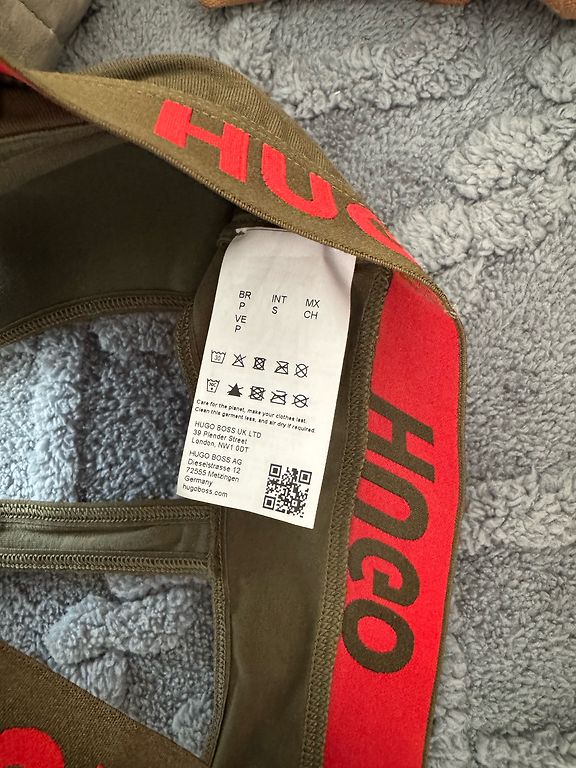 HUGO
BR INT MX
P S CH
VE
P
30
Care for the planet, make your clothes last.
Clean this garment less, and air dry if required.
HUGO BOSS UK LTD
39 Plender Street
London, NW1 0DT
HUGO BOSS AG
Dieselstrasse 12
72555 Metzingen
Germany
hugoboss.com
HUGO